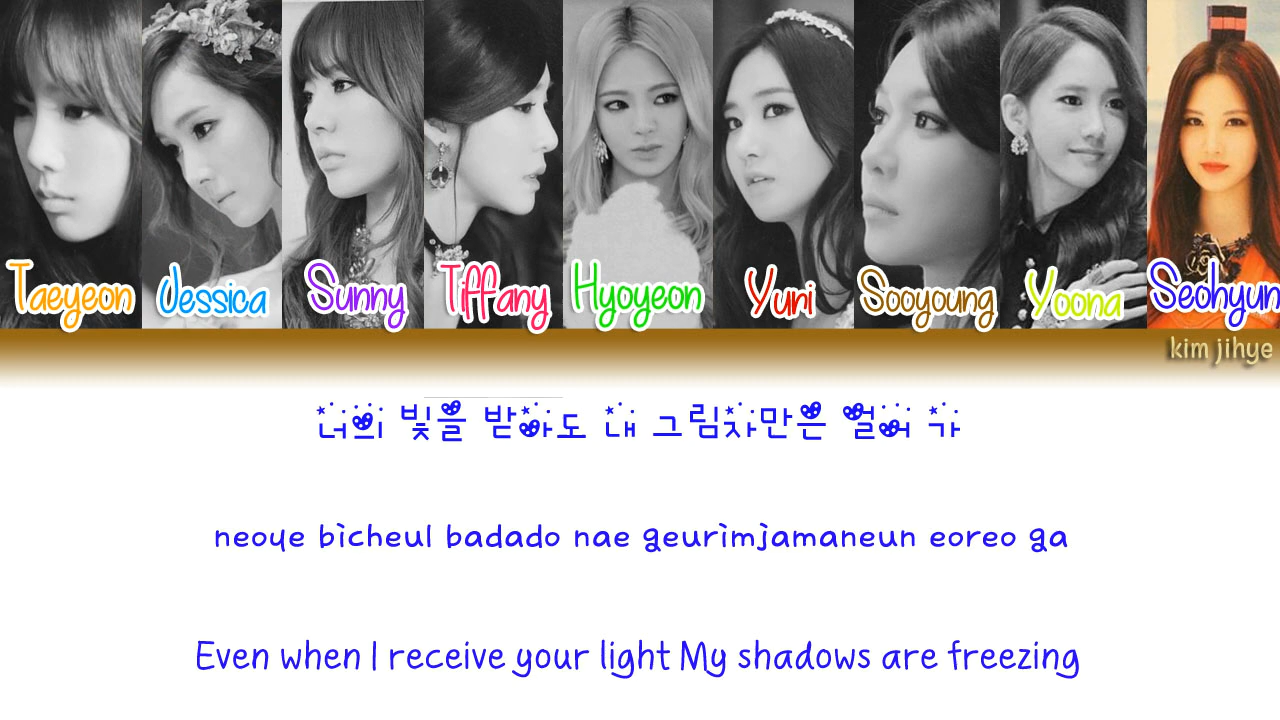 Taeyeon Jessica Sunny Tiffany Hyoyeon Yuri Sooyoung Yoona Seohyun
kim jihye
너의 빛을 받아도 내 그림자만은 얼어 가
neoye bicheul badado nae geurimjamaneun eoreo ga
Even when I receive your light My shadows are freezing